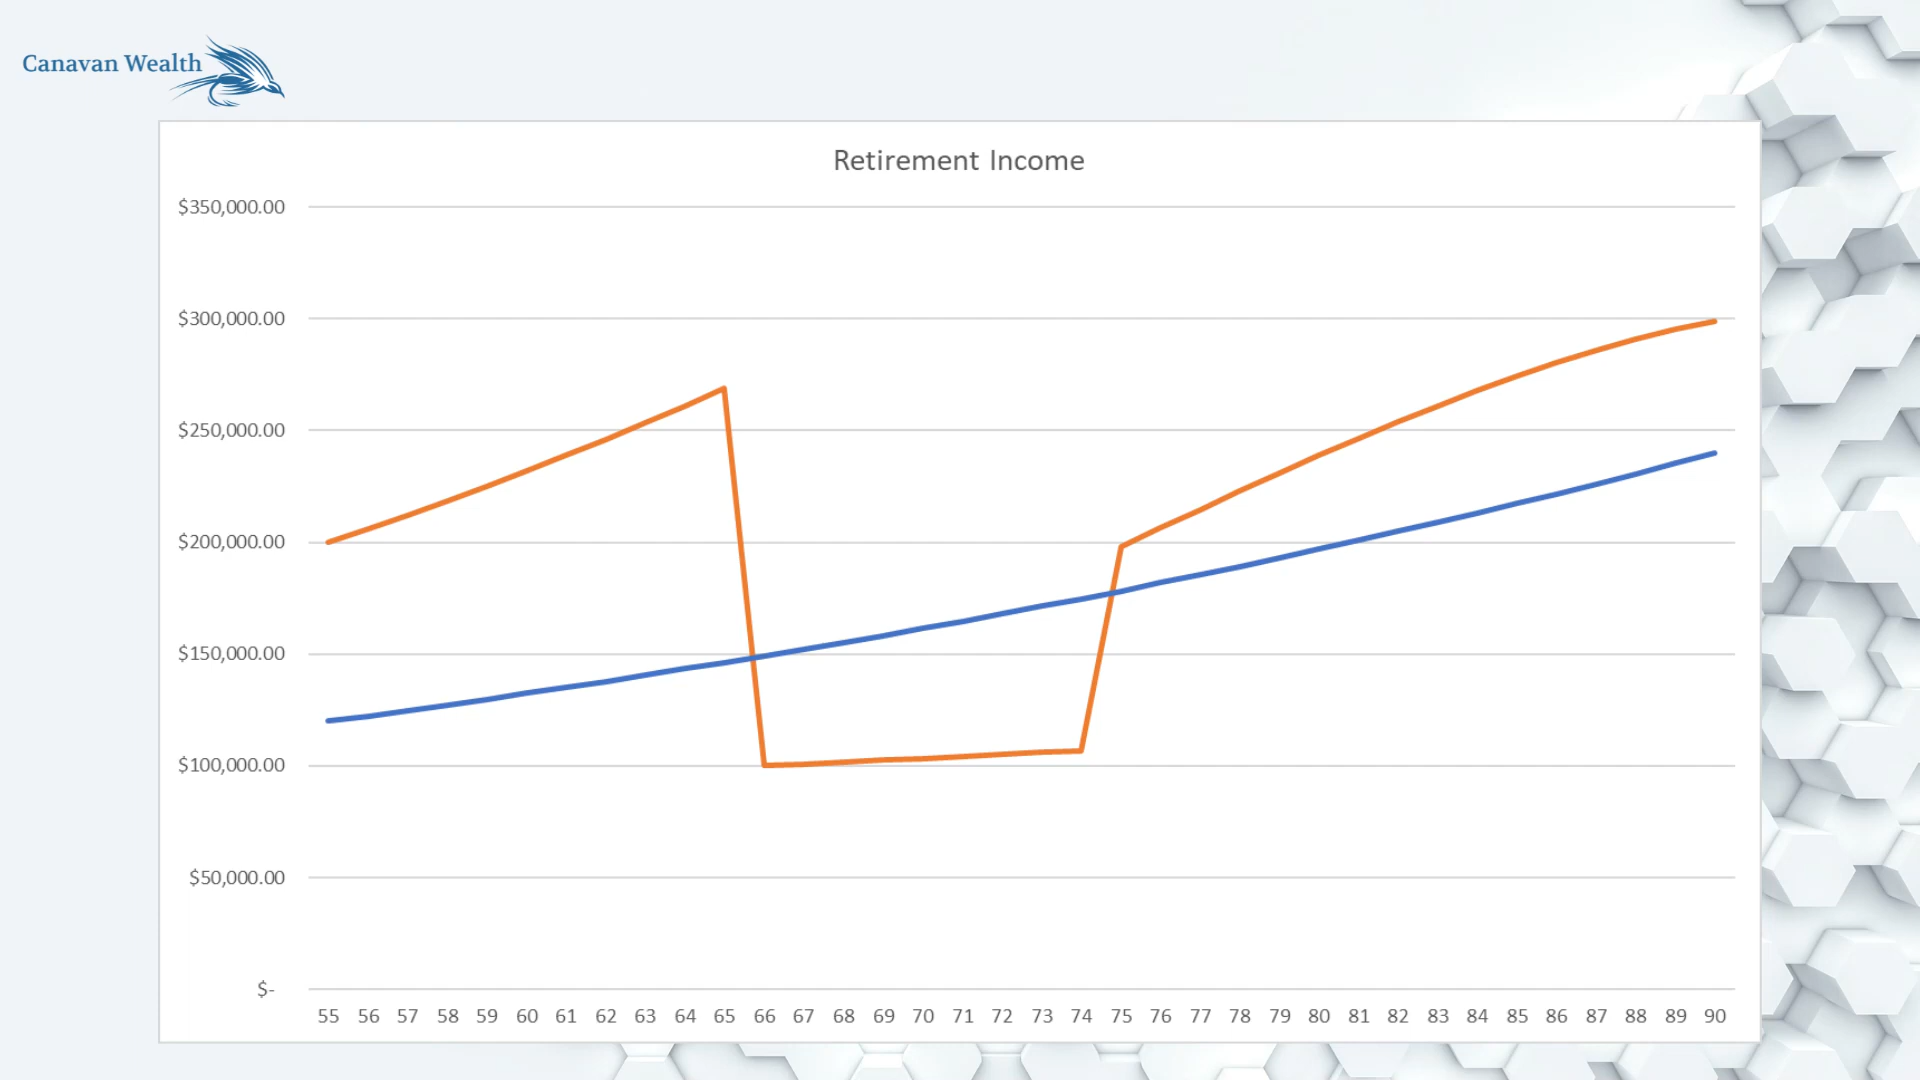 Canavan Wealth
Retirement Income
$350,000.00
$300,000.00
$250,000.00
$200,000.00
$150,000.00
$100,000.00
$50,000.00
$-
55 56 57 58 59 60 61 62 63 64 65 66 67 68 69 70 71 72 73 74 75 76 77 78 79 80 81 82 83 84 85 86 87 88 89 90